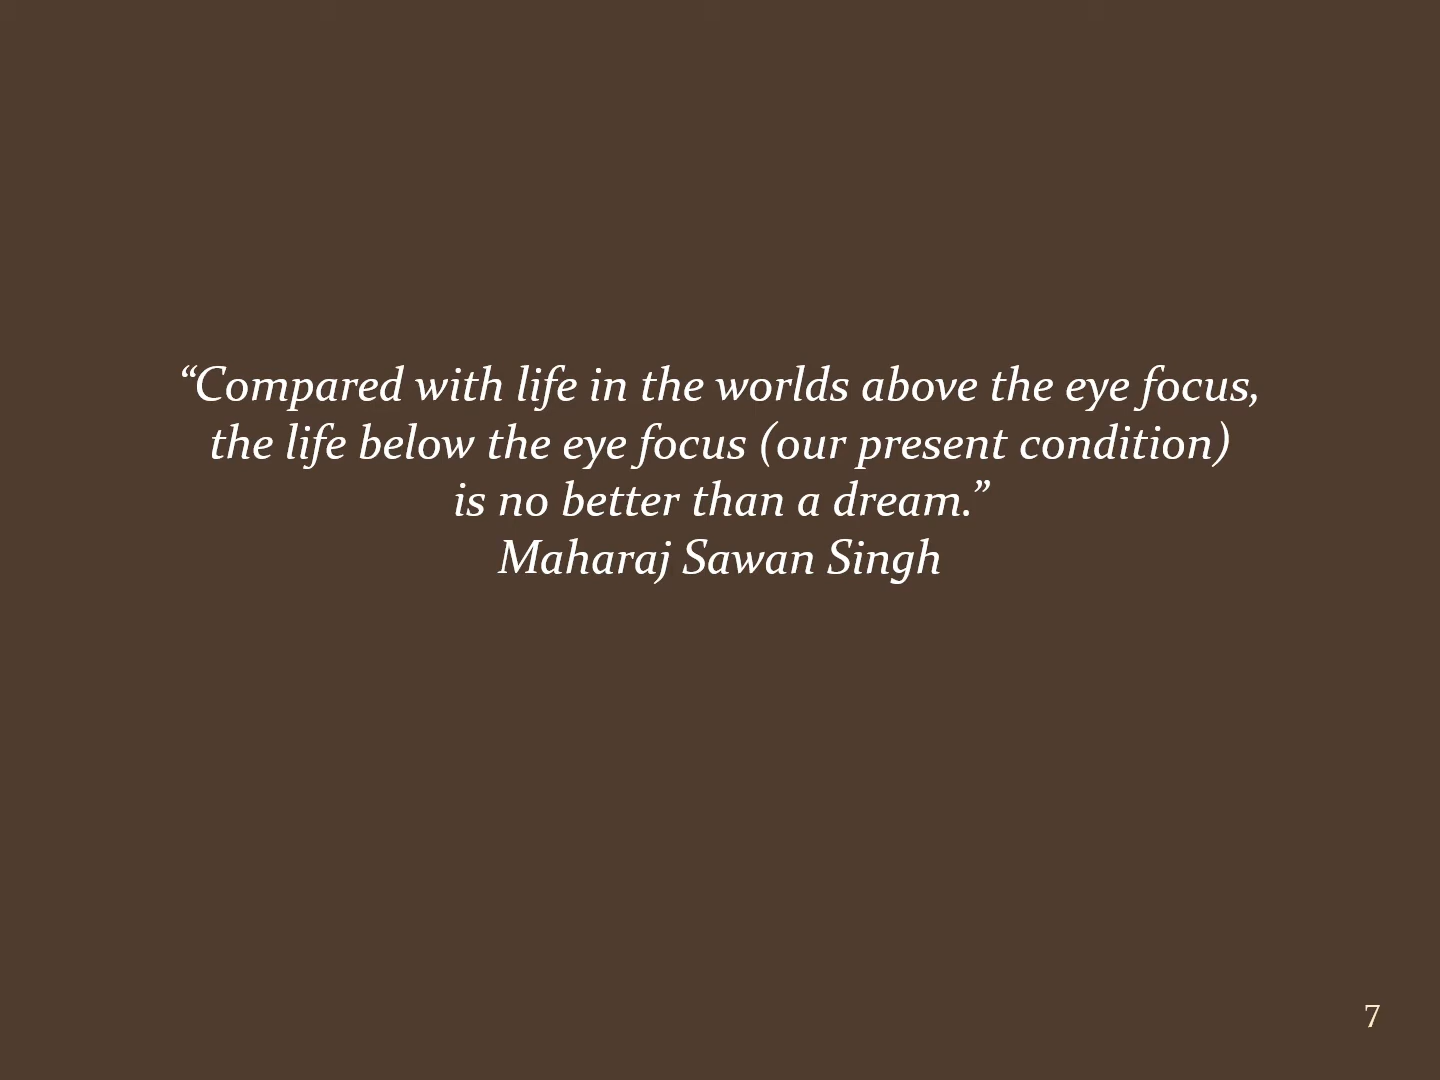 “Compared with life in the worlds above the eye focus,
the life below the eye focus (our present condition)
is no better than a dream.”
Maharaj Sawan Singh
7